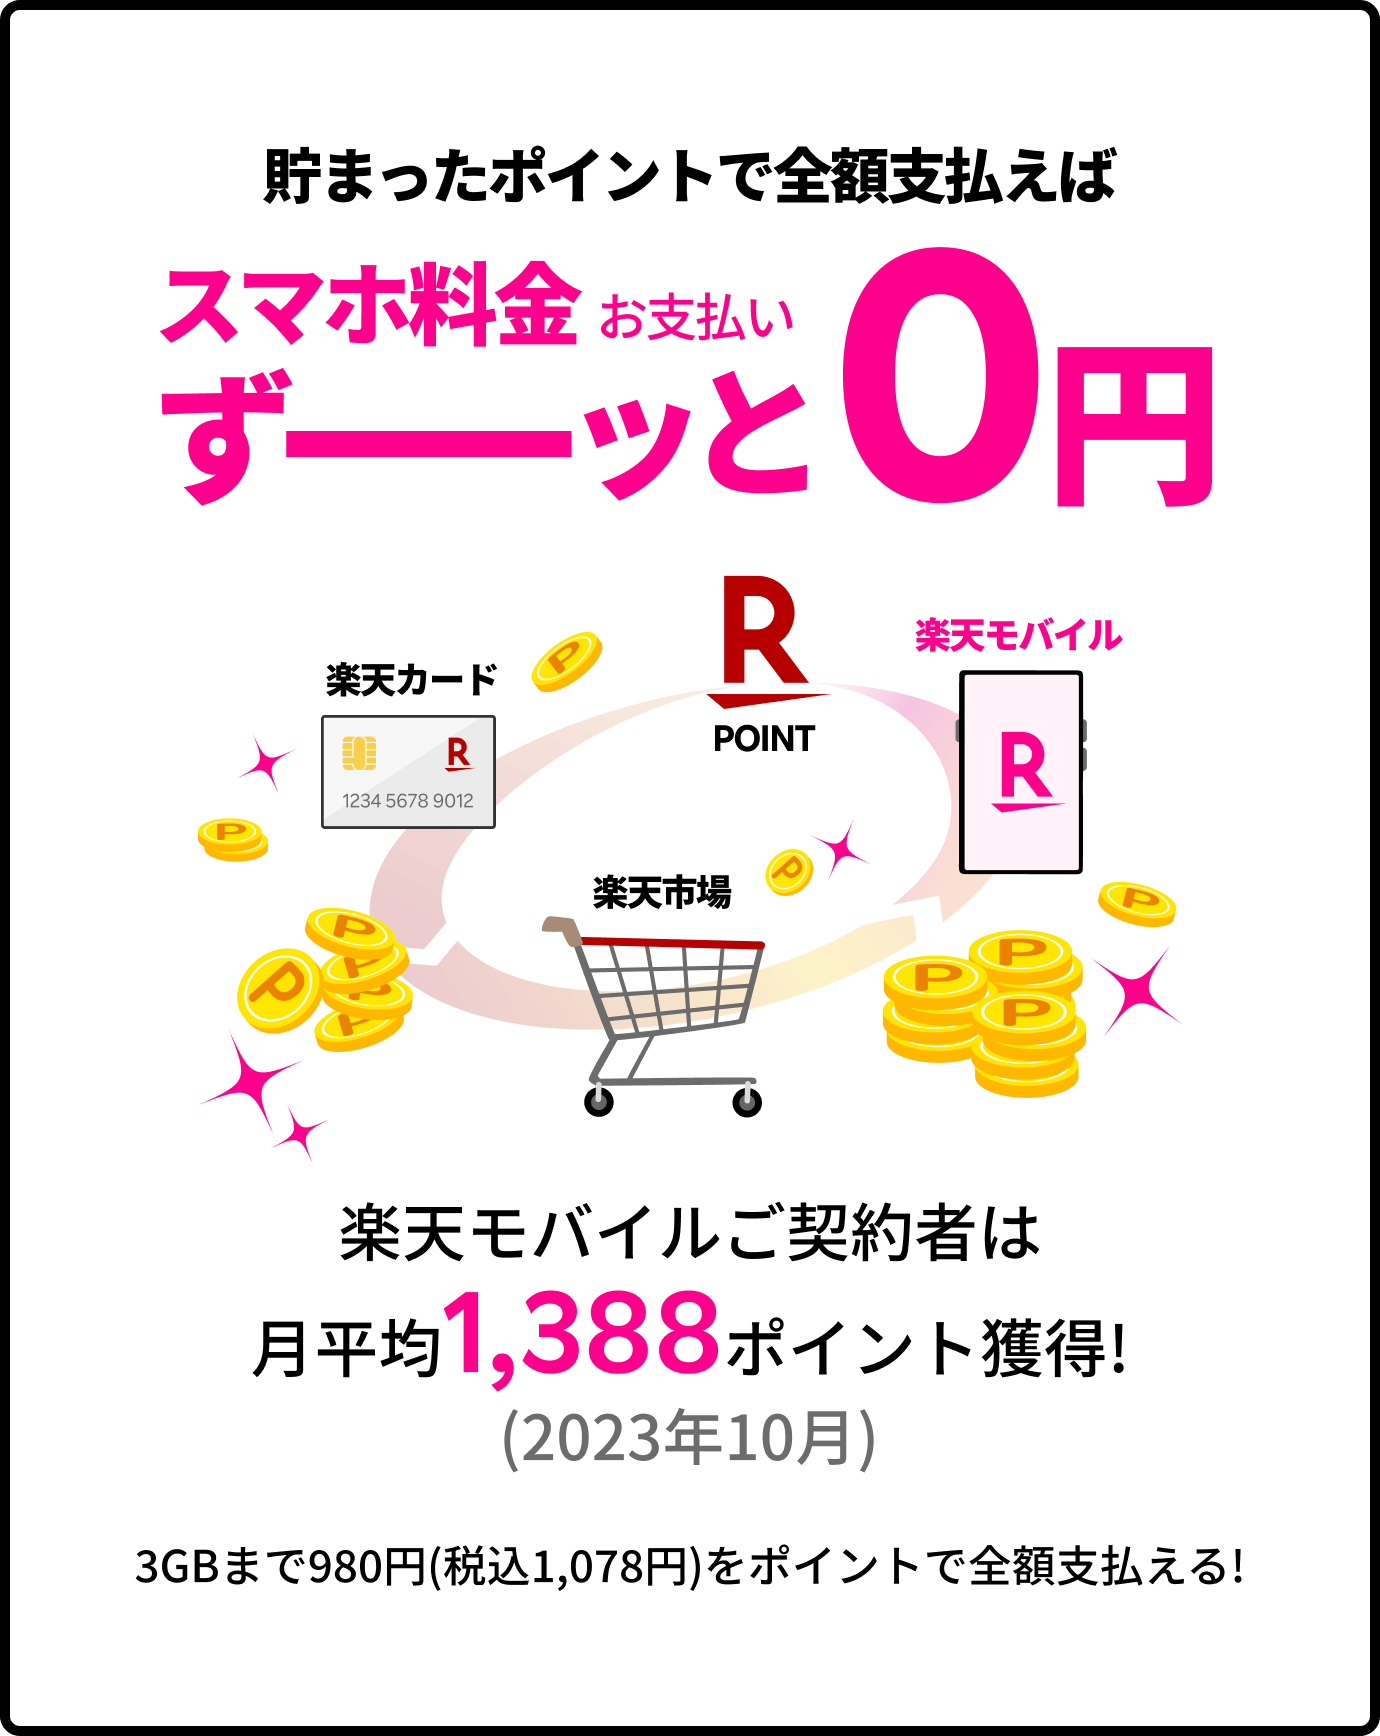 貯まったポイントで全額支払えば
スマホ料金 お支払い
ず━━ッと0円
R
POINT
楽天モバイル
楽天カード
R
1234 5678 9012
R
楽天市場
P
P
P
P
P
P
P
P
P
P
P
P
楽天モバイルご契約者は
月平均1,388ポイント獲得!
(2023年10月)
3GBまで980円(税込1,078円)をポイントで全額支払える!